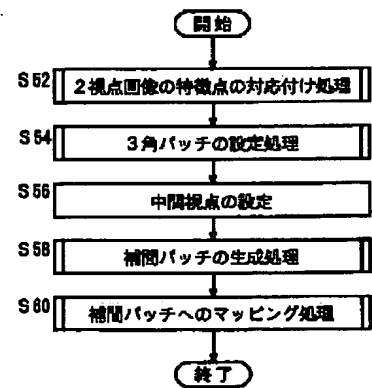 開始
S52 2視点画像の特徴点の対応付け処理
S54 3角パッチの設定処理
S56 中間視点の設定
S58 補間パッチの生成処理
S60 補間パッチへのマッピング処理
終了